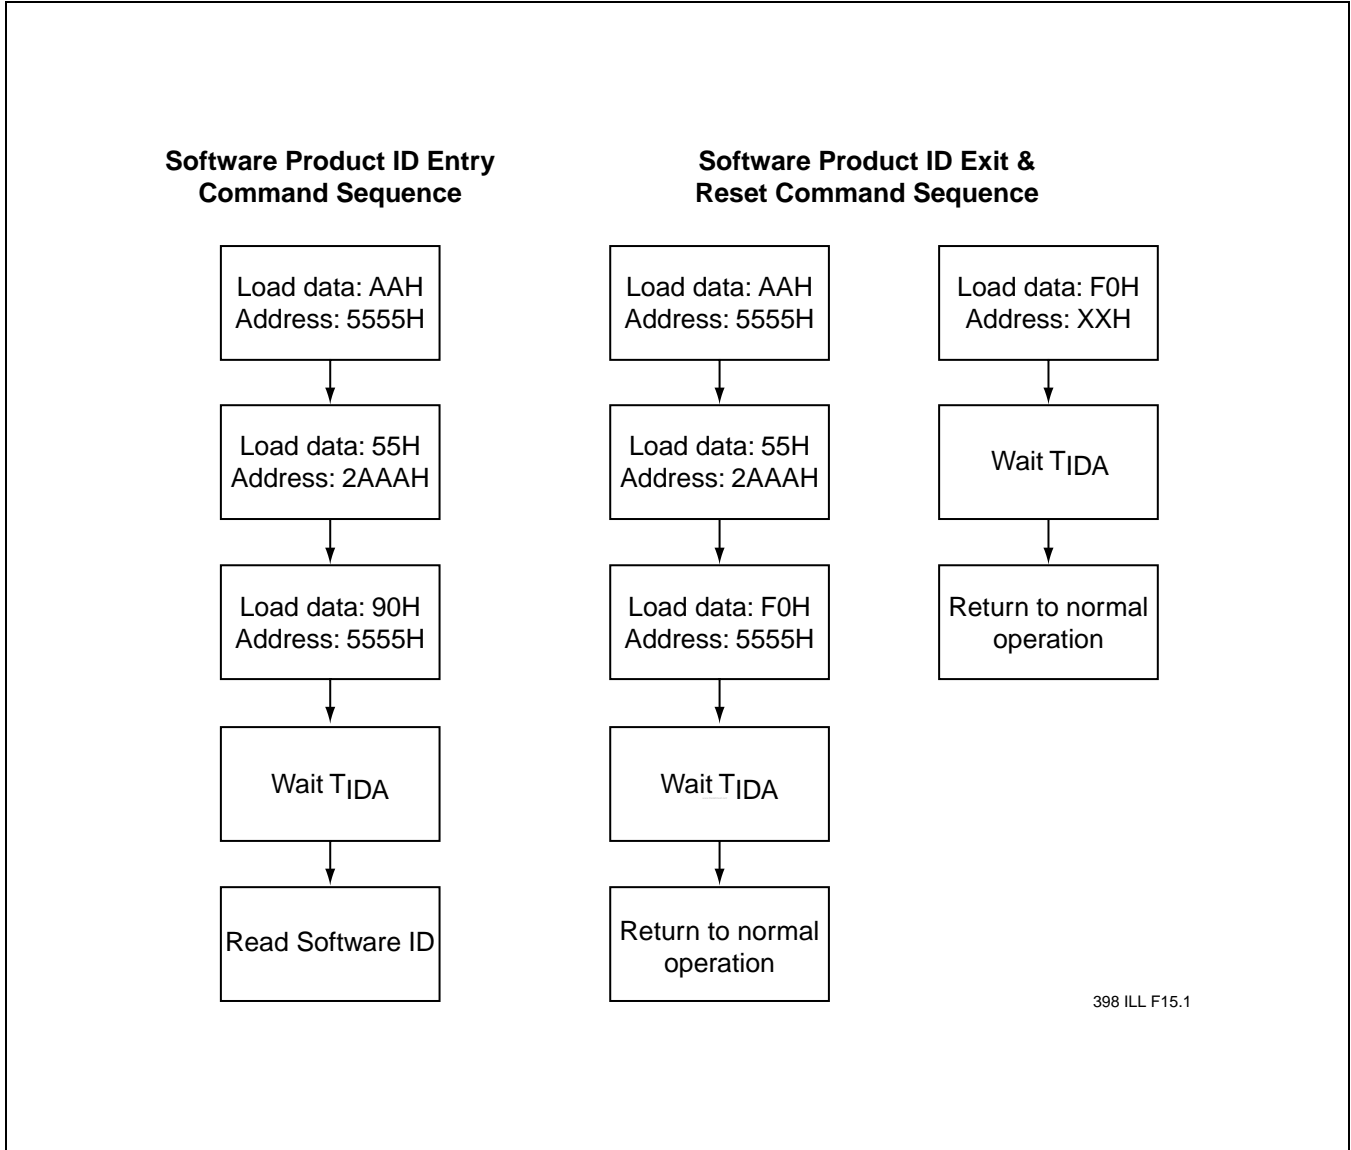 Software Product ID Entry
Command Sequence
Load data: AAH
Address: 5555H
Load data: 55H
Address: 2AAAH
Load data: 90H
Address: 5555H
Wait TIDA
Read Software ID
Software Product ID Exit &
Reset Command Sequence
Load data: AAH
Address: 5555H
Load data: 55H
Address: 2AAAH
Load data: F0H
Address: 5555H
Wait TIDA
Return to normal
operation
Load data: F0H
Address: XXH
Wait TIDA
Return to normal
operation
398 ILL F15.1